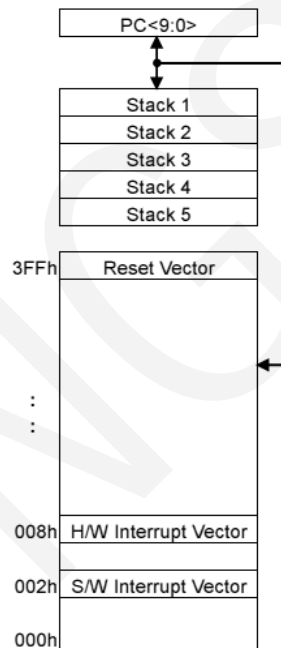 PC<9:0>
Stack 1
Stack 2
Stack 3
Stack 4
Stack 5
3FFh Reset Vector
:
:
008h H/W Interrupt Vector
002h S/W Interrupt Vector
000h